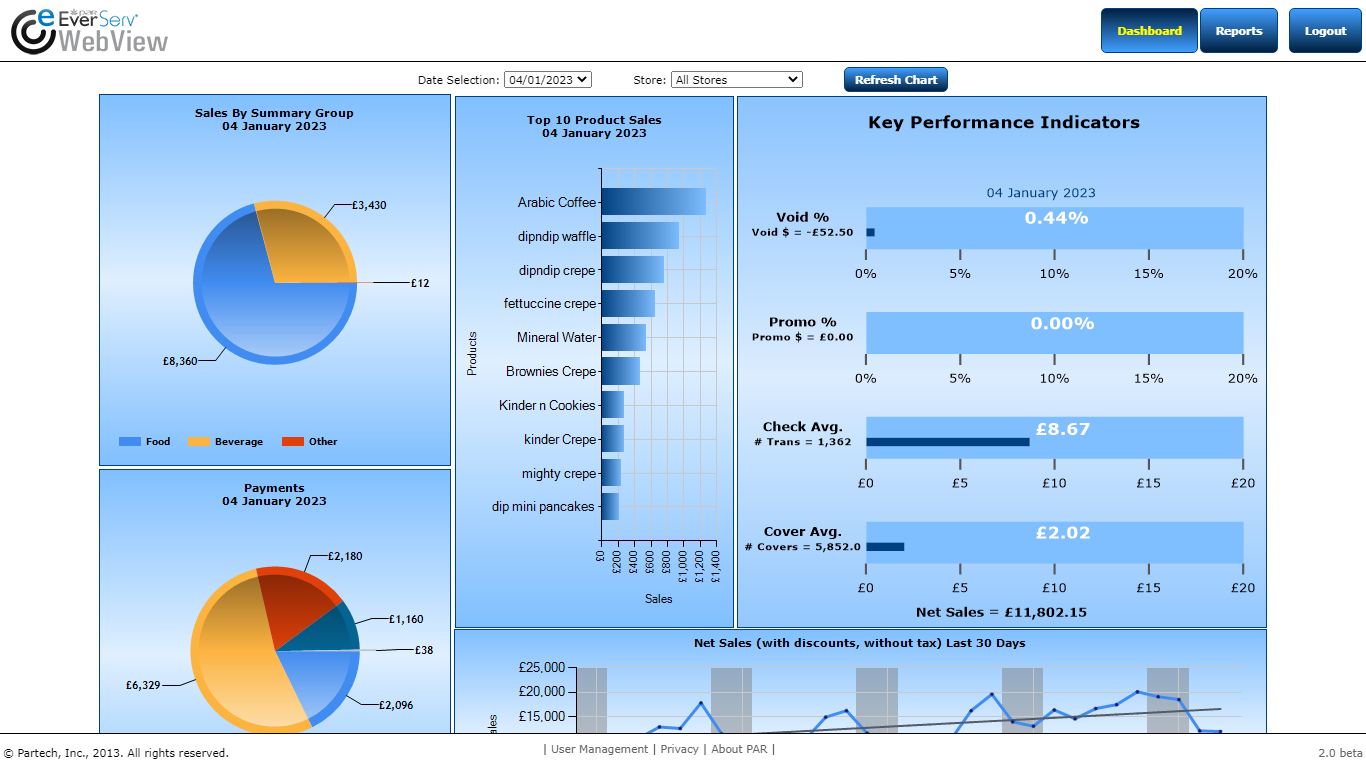 PAR
EverServ
WebView
Dashboard
Reports
Logout
Date Selection: 04/01/2023
Store: All Stores
Refresh Chart
Sales By Summary Group
04 January 2023
£3,430
£12
£8,360
Food
Beverage
Other
Payments
04 January 2023
£2,180
£1,160
£38
£6,329
£2,096
Top 10 Product Sales
04 January 2023
Products
Arabic Coffee
dipndip waffle
dipndip crepe
fettuccine crepe
Mineral Water
Brownies Crepe
Kinder n Cookies
kinder Crepe
mighty crepe
dip mini pancakes
£0 £200 £400 £600 £800 £1,000 £1,200 £1,400
Sales
Key Performance Indicators
04 January 2023
Void %
Void $ = -£52.50
0.44%
0% 5% 10% 15% 20%
Promo %
Promo $ = £0.00
0.00%
0% 5% 10% 15% 20%
Check Avg.
# Trans = 1,362
£8.67
£0 £5 £10 £15 £20
Cover Avg.
# Covers = 5,852.0
£2.02
£0 £5 £10 £15 £20
Net Sales = £11,802.15
Net Sales (with discounts, without tax) Last 30 Days
£25,000
£20,000
£15,000
ales
© Partech, Inc., 2013. All rights reserved.
| User Management | Privacy | About PAR |
2.0 beta